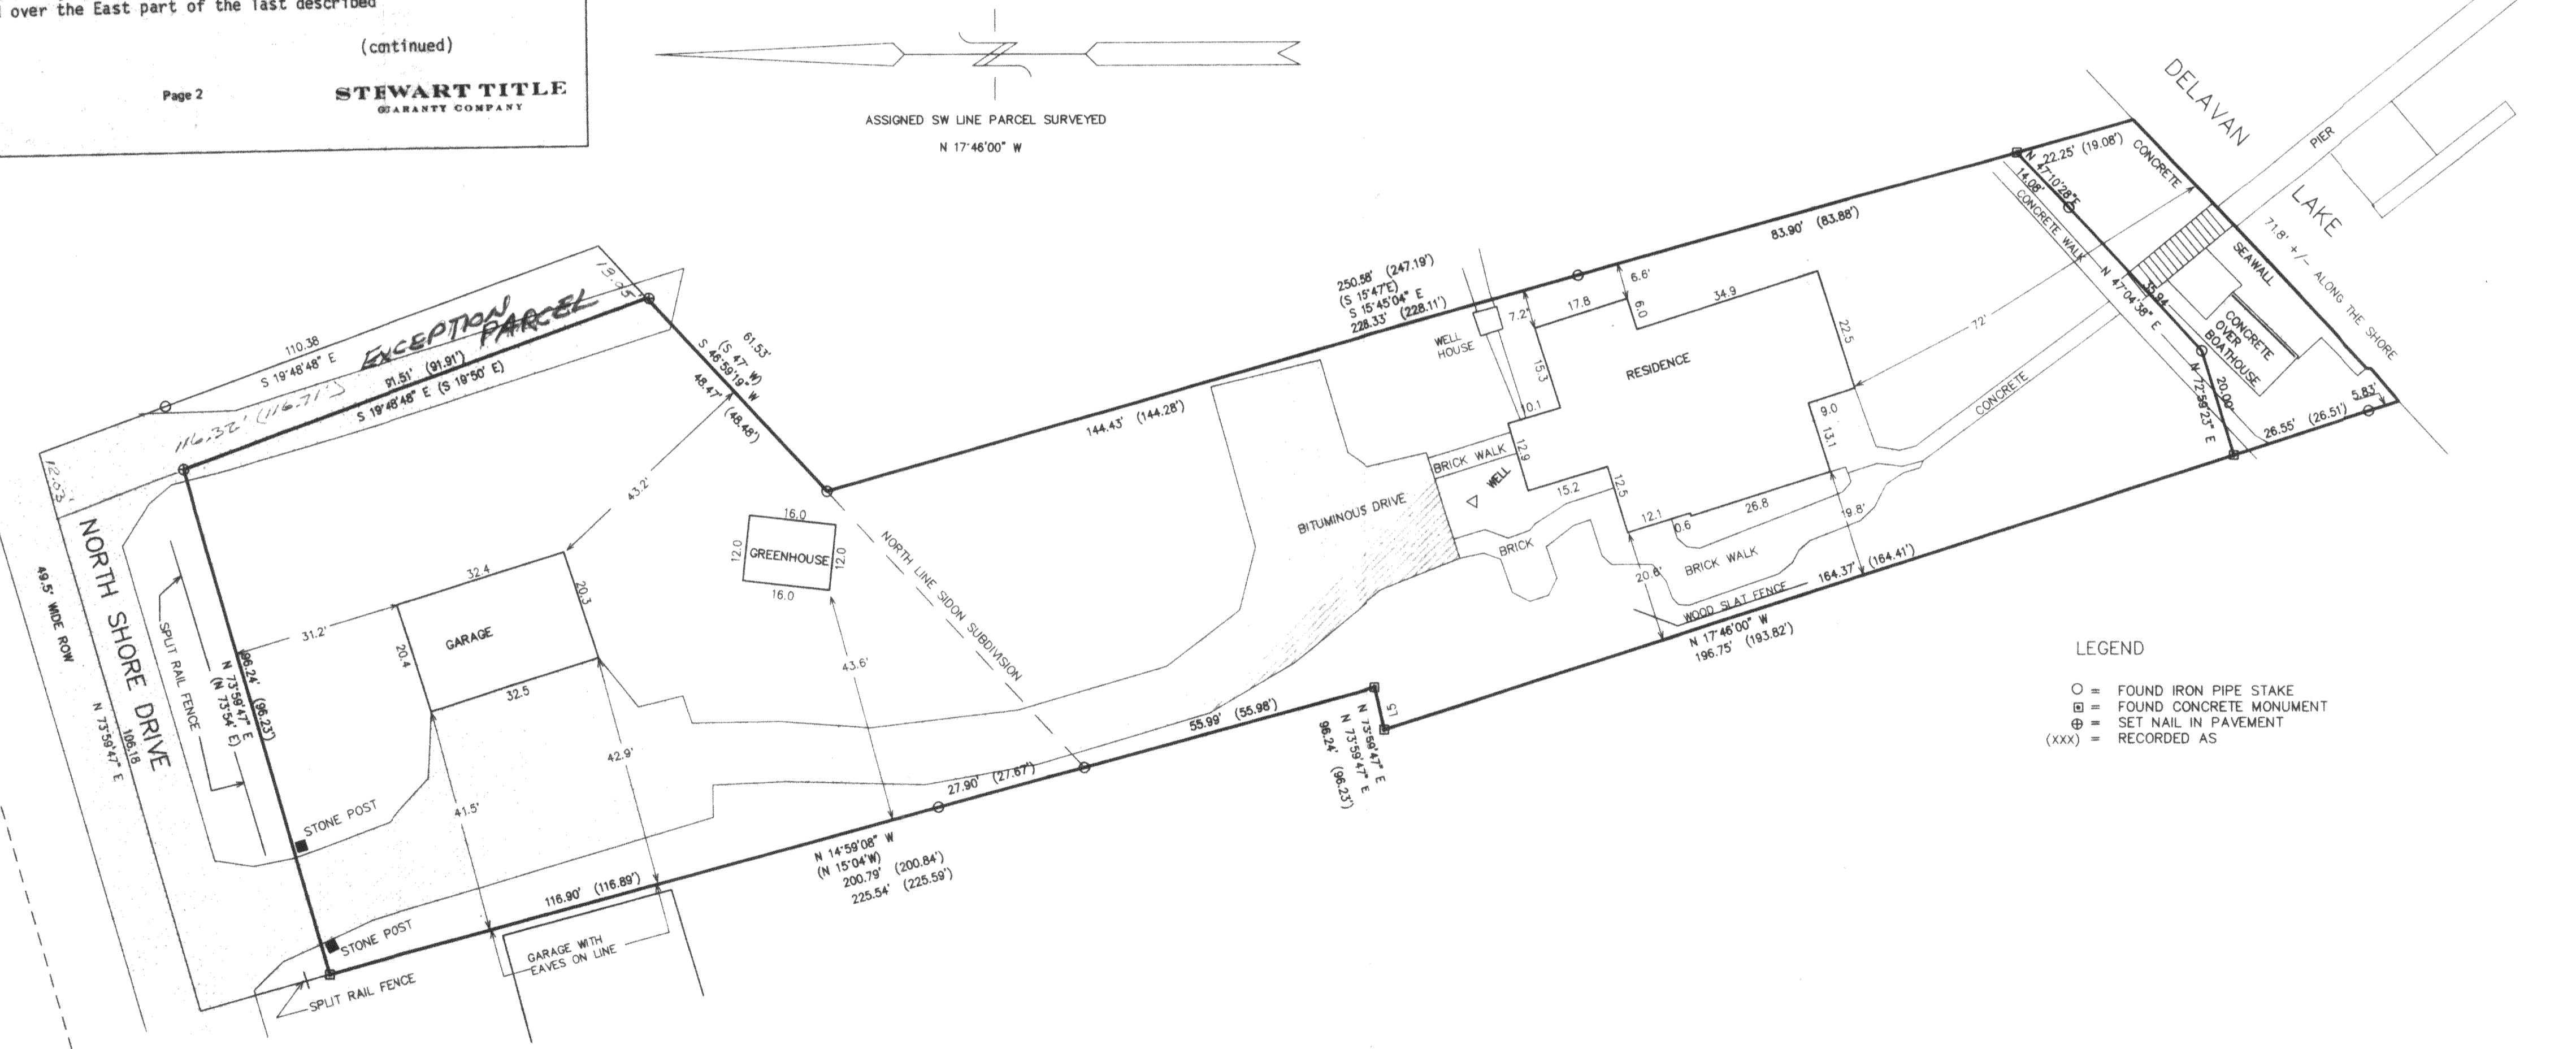 over the East part of the last described
(continued)
Page 2
STEWART TITLE
GUARANTY COMPANY
ASSIGNED SW LINE PARCEL SURVEYED
N 17°46'00" W
DELAVAN
LAKE
PIER
22.25' (19.08')
CONCRETE
N 47°10'28" E
14.08'
CONCRETE WALK
N 47°04'38" E
35.94'
SEAWALL
71.8' +/- ALONG THE SHORE
CONCRETE
OVER
BOATHOUSE
20.00'
N 72°59'23" E
5.83'
26.55' (26.51')
72'
CONCRETE
83.90' (83.88')
250.58' (247.19')
(S 15°47'E)
S 15°45'04" E
228.33' (228.11')
6.6'
7.2'
17.8
6.0
34.9
22.5
RESIDENCE
15.3
10.1
9.0
13.1
12.9
15.2
12.5
12.1
0.6
26.8
19.8'
20.6'
WELL
HOUSE
144.43' (144.28')
BRICK WALK
WELL
BITUMINOUS DRIVE
BRICK
BRICK WALK
WOOD SLAT FENCE
164.37' (164.41')
N 17°46'00" W
196.75' (193.82')
19.05'
EXCEPTION
PARCEL
110.38
S 19°48'48" E
116.32' (116.71')
91.51' (91.91')
S 19°48'48" E (S 19°50' E)
12.03'
61.53'
(S 47° W)
S 46°59'19" W
48.47' (48.48')
43.2'
16.0
12.0
GREENHOUSE
12.0
16.0
NORTH LINE SIDON SUBDIVISION
32.4
20.3
GARAGE
20.4
32.5
31.2'
43.6'
42.9'
41.5'
NORTH SHORE DRIVE
49.5' WIDE ROW
106.18
N 73°59'47" E
SPLIT RAIL FENCE
96.24' (96.23')
N 73°59'47" E
(N 73°54' E)
STONE POST
STONE POST
SPLIT RAIL FENCE
GARAGE WITH
EAVES ON LINE
116.90' (116.89')
27.90' (27.67')
55.99' (55.98')
N 14°59'08" W
(N 15°04'W)
200.79' (200.84')
225.54' (225.59')
N 73°59'47" E
N 73°59'47" E
96.24' (96.23')
LEGEND
○ = FOUND IRON PIPE STAKE
= FOUND CONCRETE MONUMENT
⊕ = SET NAIL IN PAVEMENT
(XXX) = RECORDED AS